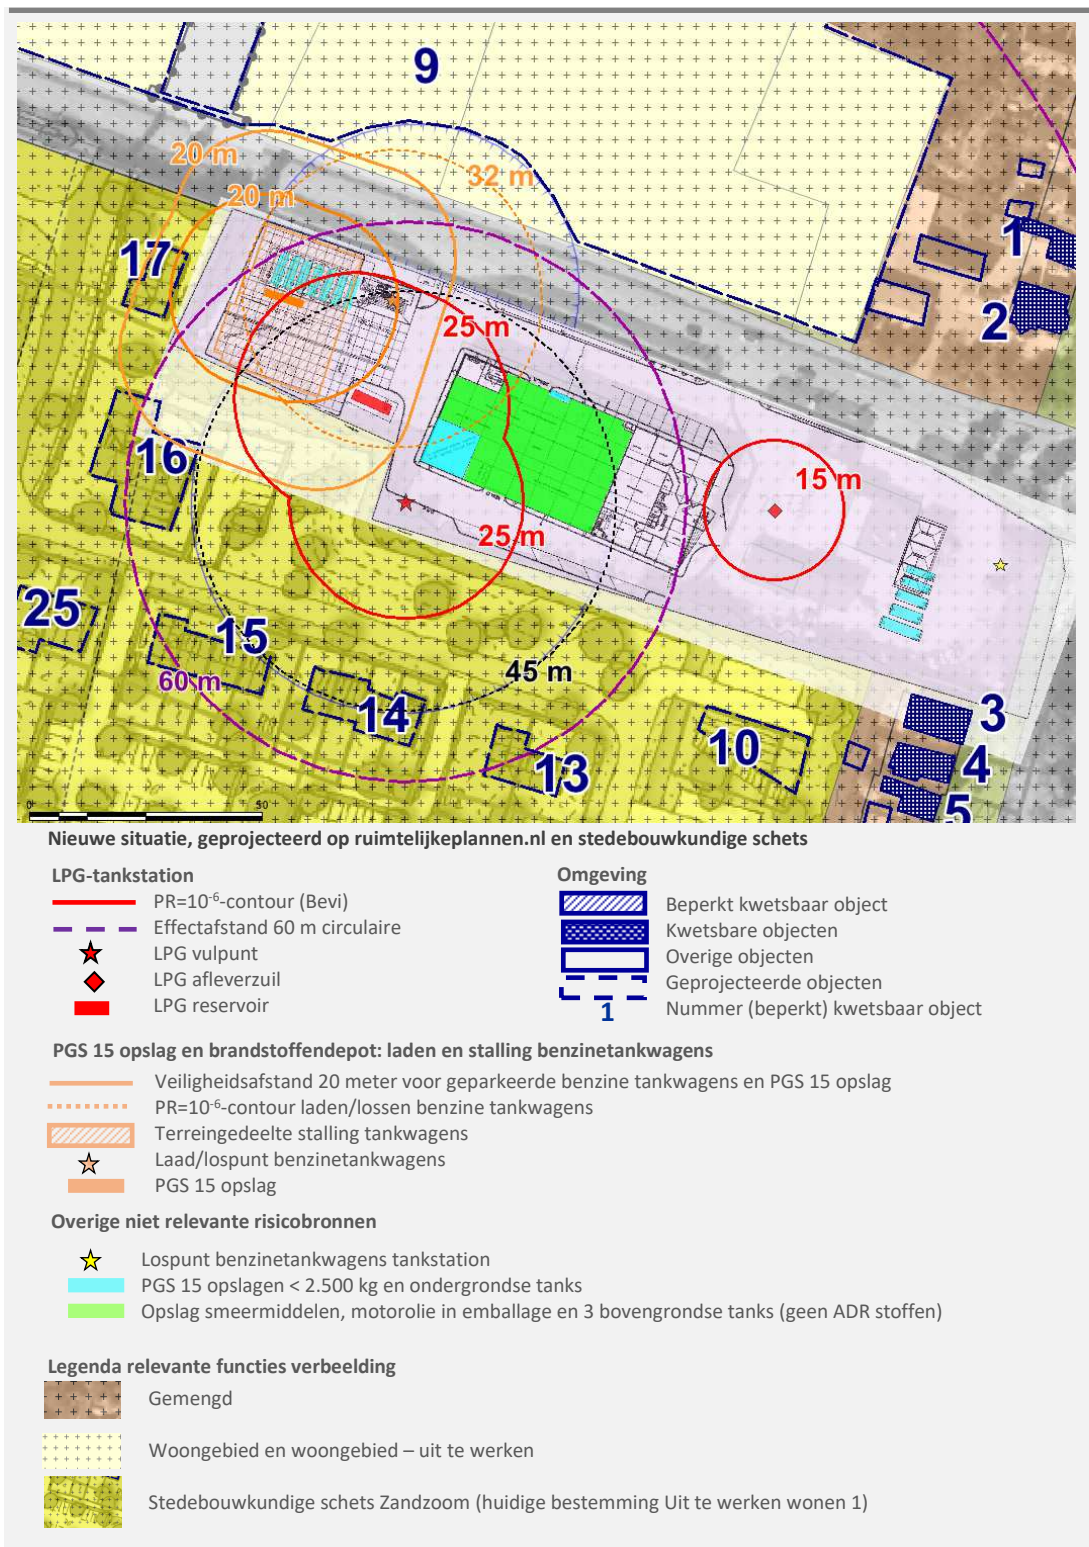 9
20 m
32 m
20 m
17
1
2
25 m
16
15 m
25 m
25
15
45 m
60 m
14
3
13
10
4
5
0
50
Nieuwe situatie, geprojecteerd op ruimtelijkeplannen.nl en stedebouwkundige schets
LPG-tankstation
PR=10⁻⁶-contour (Bevi)
Effectafstand 60 m circulaire
LPG vulpunt
LPG afleverzuil
LPG reservoir
Omgeving
Beperkt kwetsbaar object
Kwetsbare objecten
Overige objecten
Geprojecteerde objecten
1 Nummer (beperkt) kwetsbaar object
PGS 15 opslag en brandstoffendepot: laden en stalling benzinetankwagens
Veiligheidsafstand 20 meter voor geparkeerde benzine tankwagens en PGS 15 opslag
PR=10⁻⁶-contour laden/lossen benzine tankwagens
Terreingedeelte stalling tankwagens
Laad/lospunt benzinetankwagens
PGS 15 opslag
Overige niet relevante risicobronnen
Lospunt benzinetankwagens tankstation
PGS 15 opslagen < 2.500 kg en ondergrondse tanks
Opslag smeermiddelen, motorolie in emballage en 3 bovengrondse tanks (geen ADR stoffen)
Legenda relevante functies verbeelding
Gemengd
Woongebied en woongebied – uit te werken
Stedebouwkundige schets Zandzoom (huidige bestemming Uit te werken wonen 1)